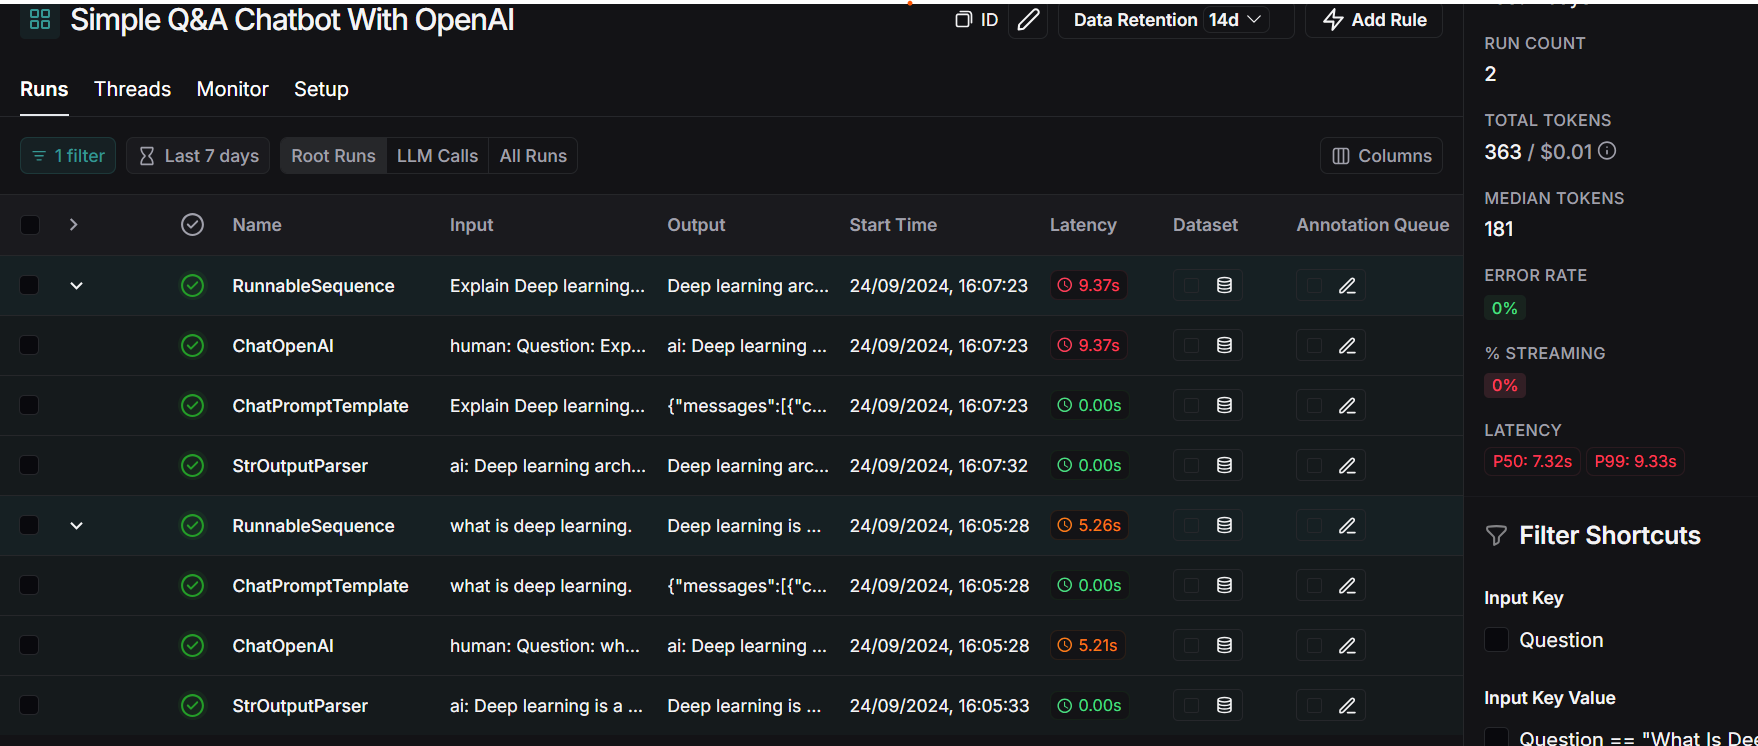 Simple Q&A Chatbot With OpenAI
ID
Data Retention 14d
Add Rule
Runs Threads Monitor Setup
1 filter Last 7 days Root Runs LLM Calls All Runs Columns
Name Input Output Start Time Latency Dataset Annotation Queue
RunnableSequence Explain Deep learning... Deep learning arc... 24/09/2024, 16:07:23 9.37s
ChatOpenAI human: Question: Exp... ai: Deep learning ... 24/09/2024, 16:07:23 9.37s
ChatPromptTemplate Explain Deep learning... {"messages":[{"c... 24/09/2024, 16:07:23 0.00s
StrOutputParser ai: Deep learning arch... Deep learning arc... 24/09/2024, 16:07:32 0.00s
RunnableSequence what is deep learning. Deep learning is ... 24/09/2024, 16:05:28 5.26s
ChatPromptTemplate what is deep learning. {"messages":[{"c... 24/09/2024, 16:05:28 0.00s
ChatOpenAI human: Question: wh... ai: Deep learning ... 24/09/2024, 16:05:28 5.21s
StrOutputParser ai: Deep learning is a ... Deep learning is ... 24/09/2024, 16:05:33 0.00s
RUN COUNT
2
TOTAL TOKENS
363 / $0.01
MEDIAN TOKENS
181
ERROR RATE
0%
% STREAMING
0%
LATENCY
P50: 7.32s P99: 9.33s
Filter Shortcuts
Input Key
Question
Input Key Value
Question == "What Is Dee